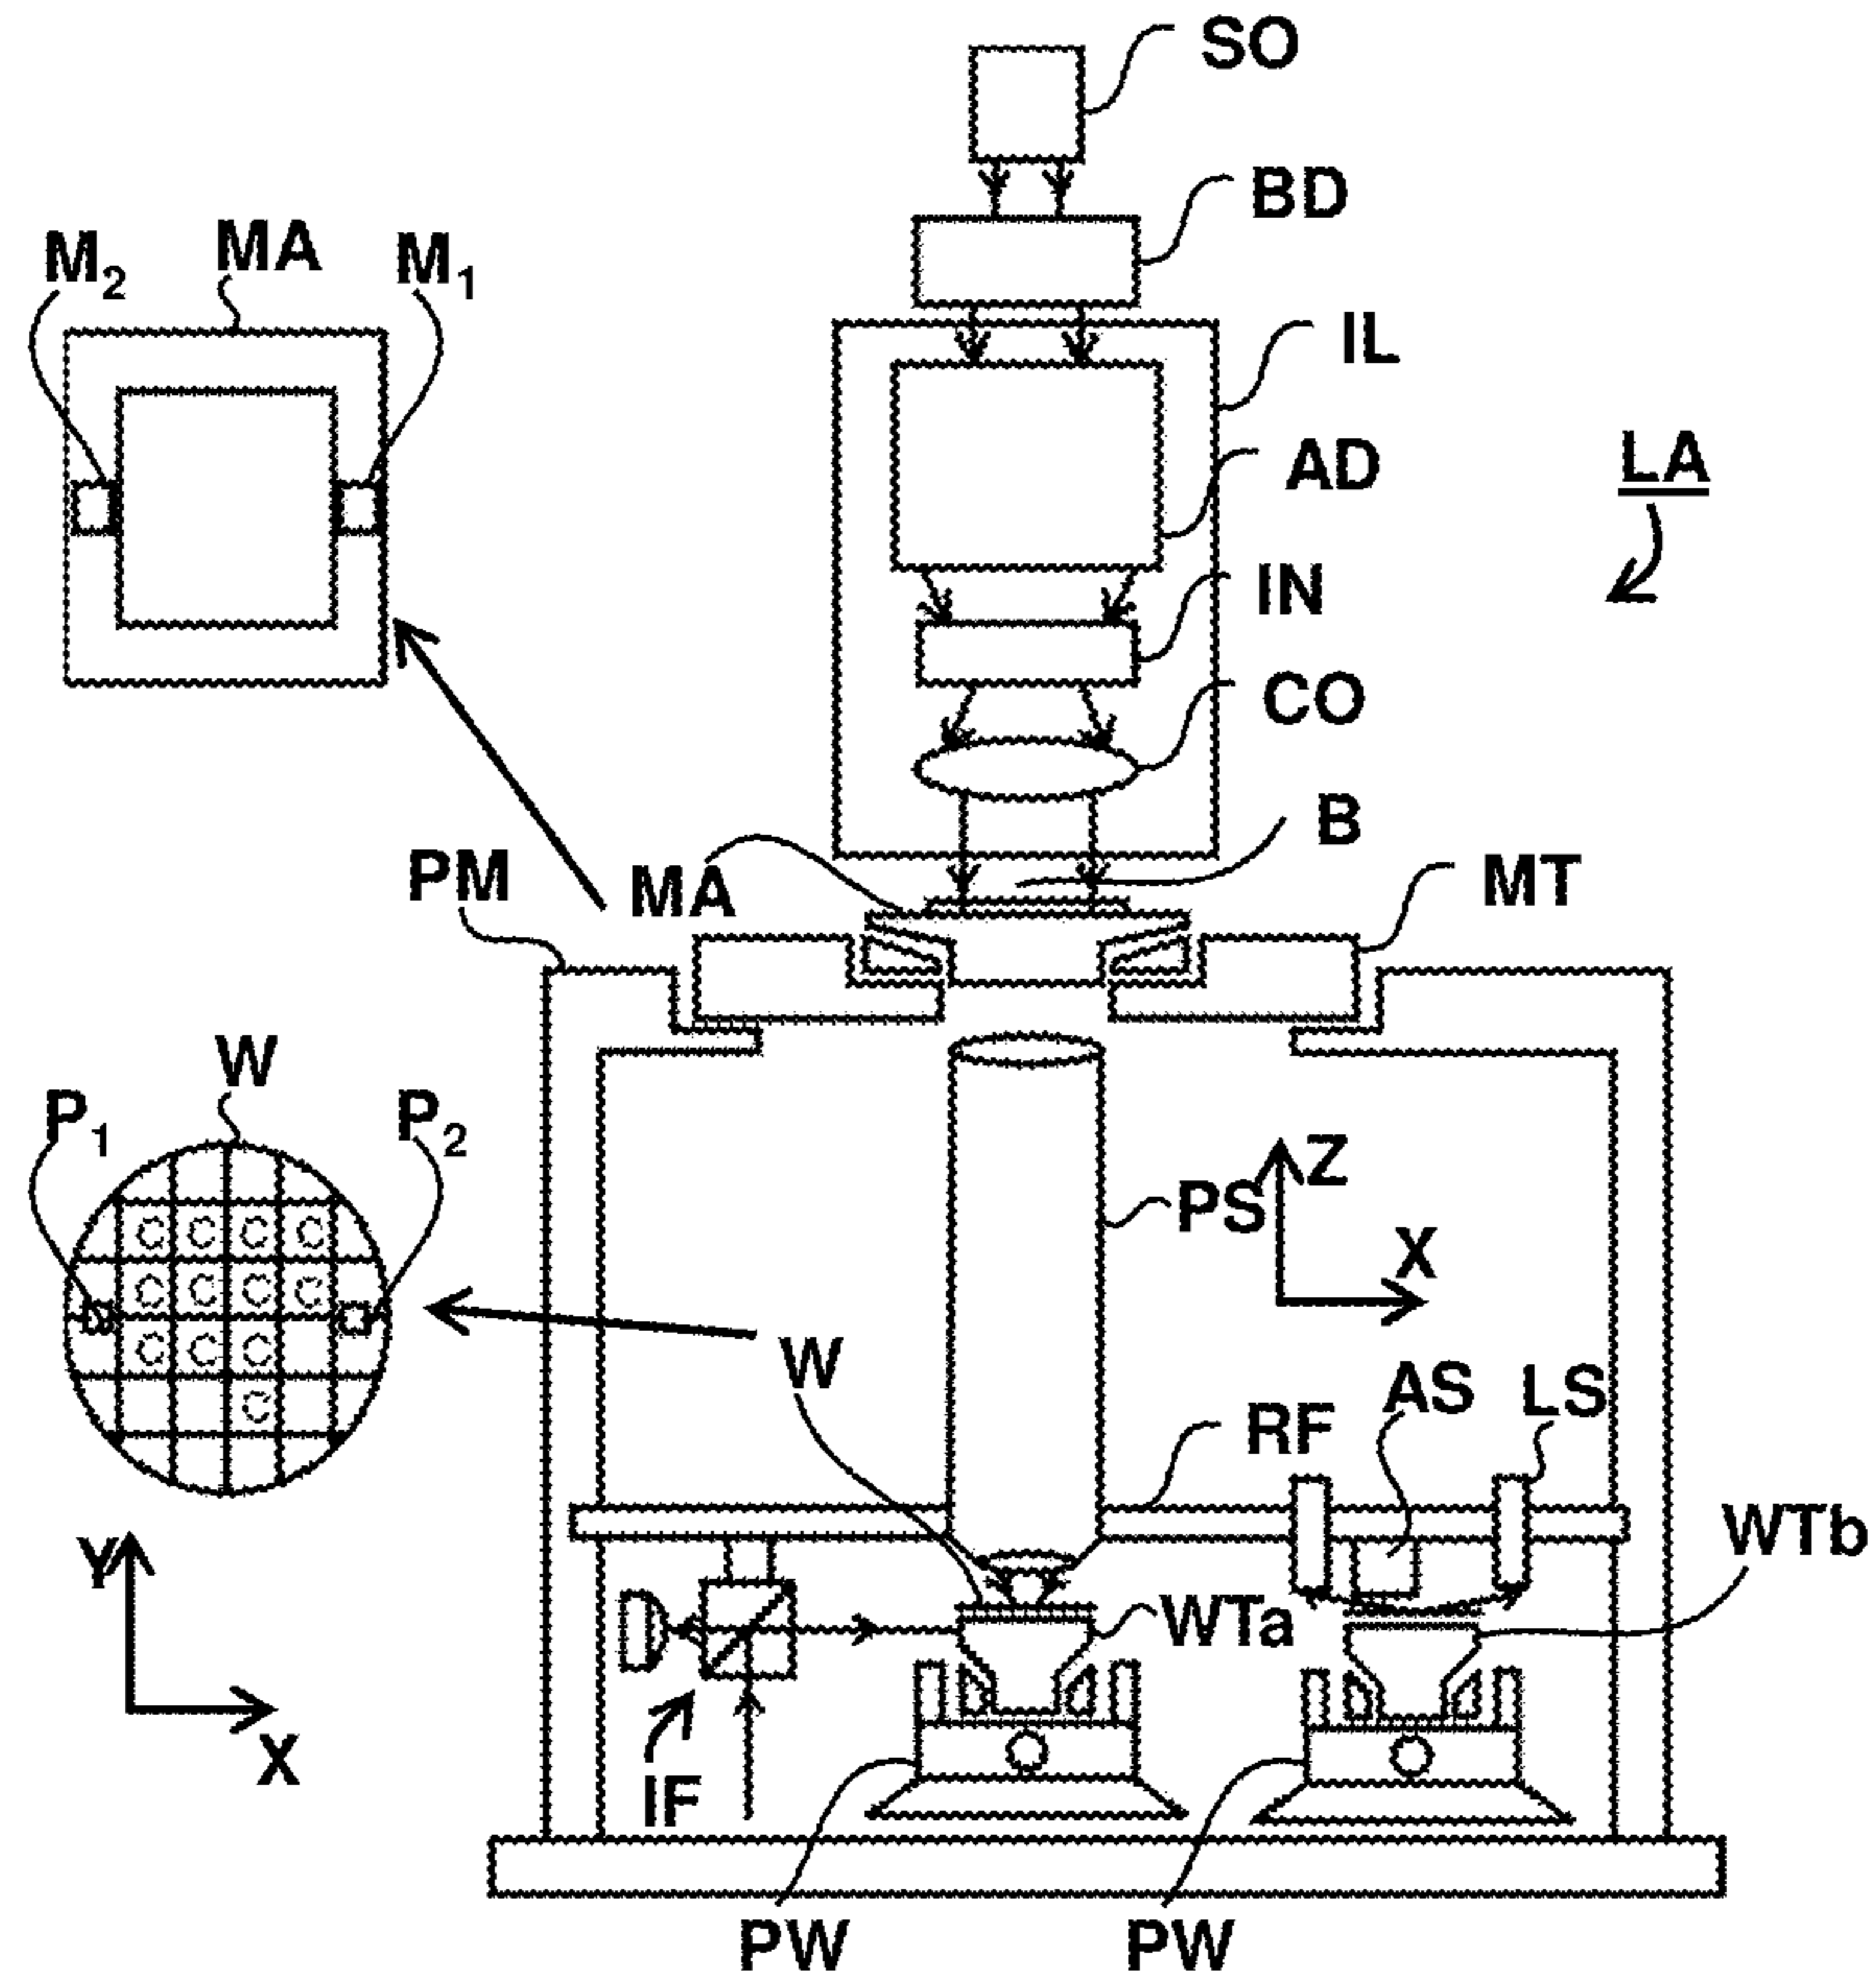 SO
BD
M2 MA M1
IL
AD
LA
IN
CO
B
PM MA MT
W
P1 P2
Z
PS
X
C C C C
C C C C
C C C
C
W
AS LS
RF
WTb
Y
WTa
X
IF
PW PW